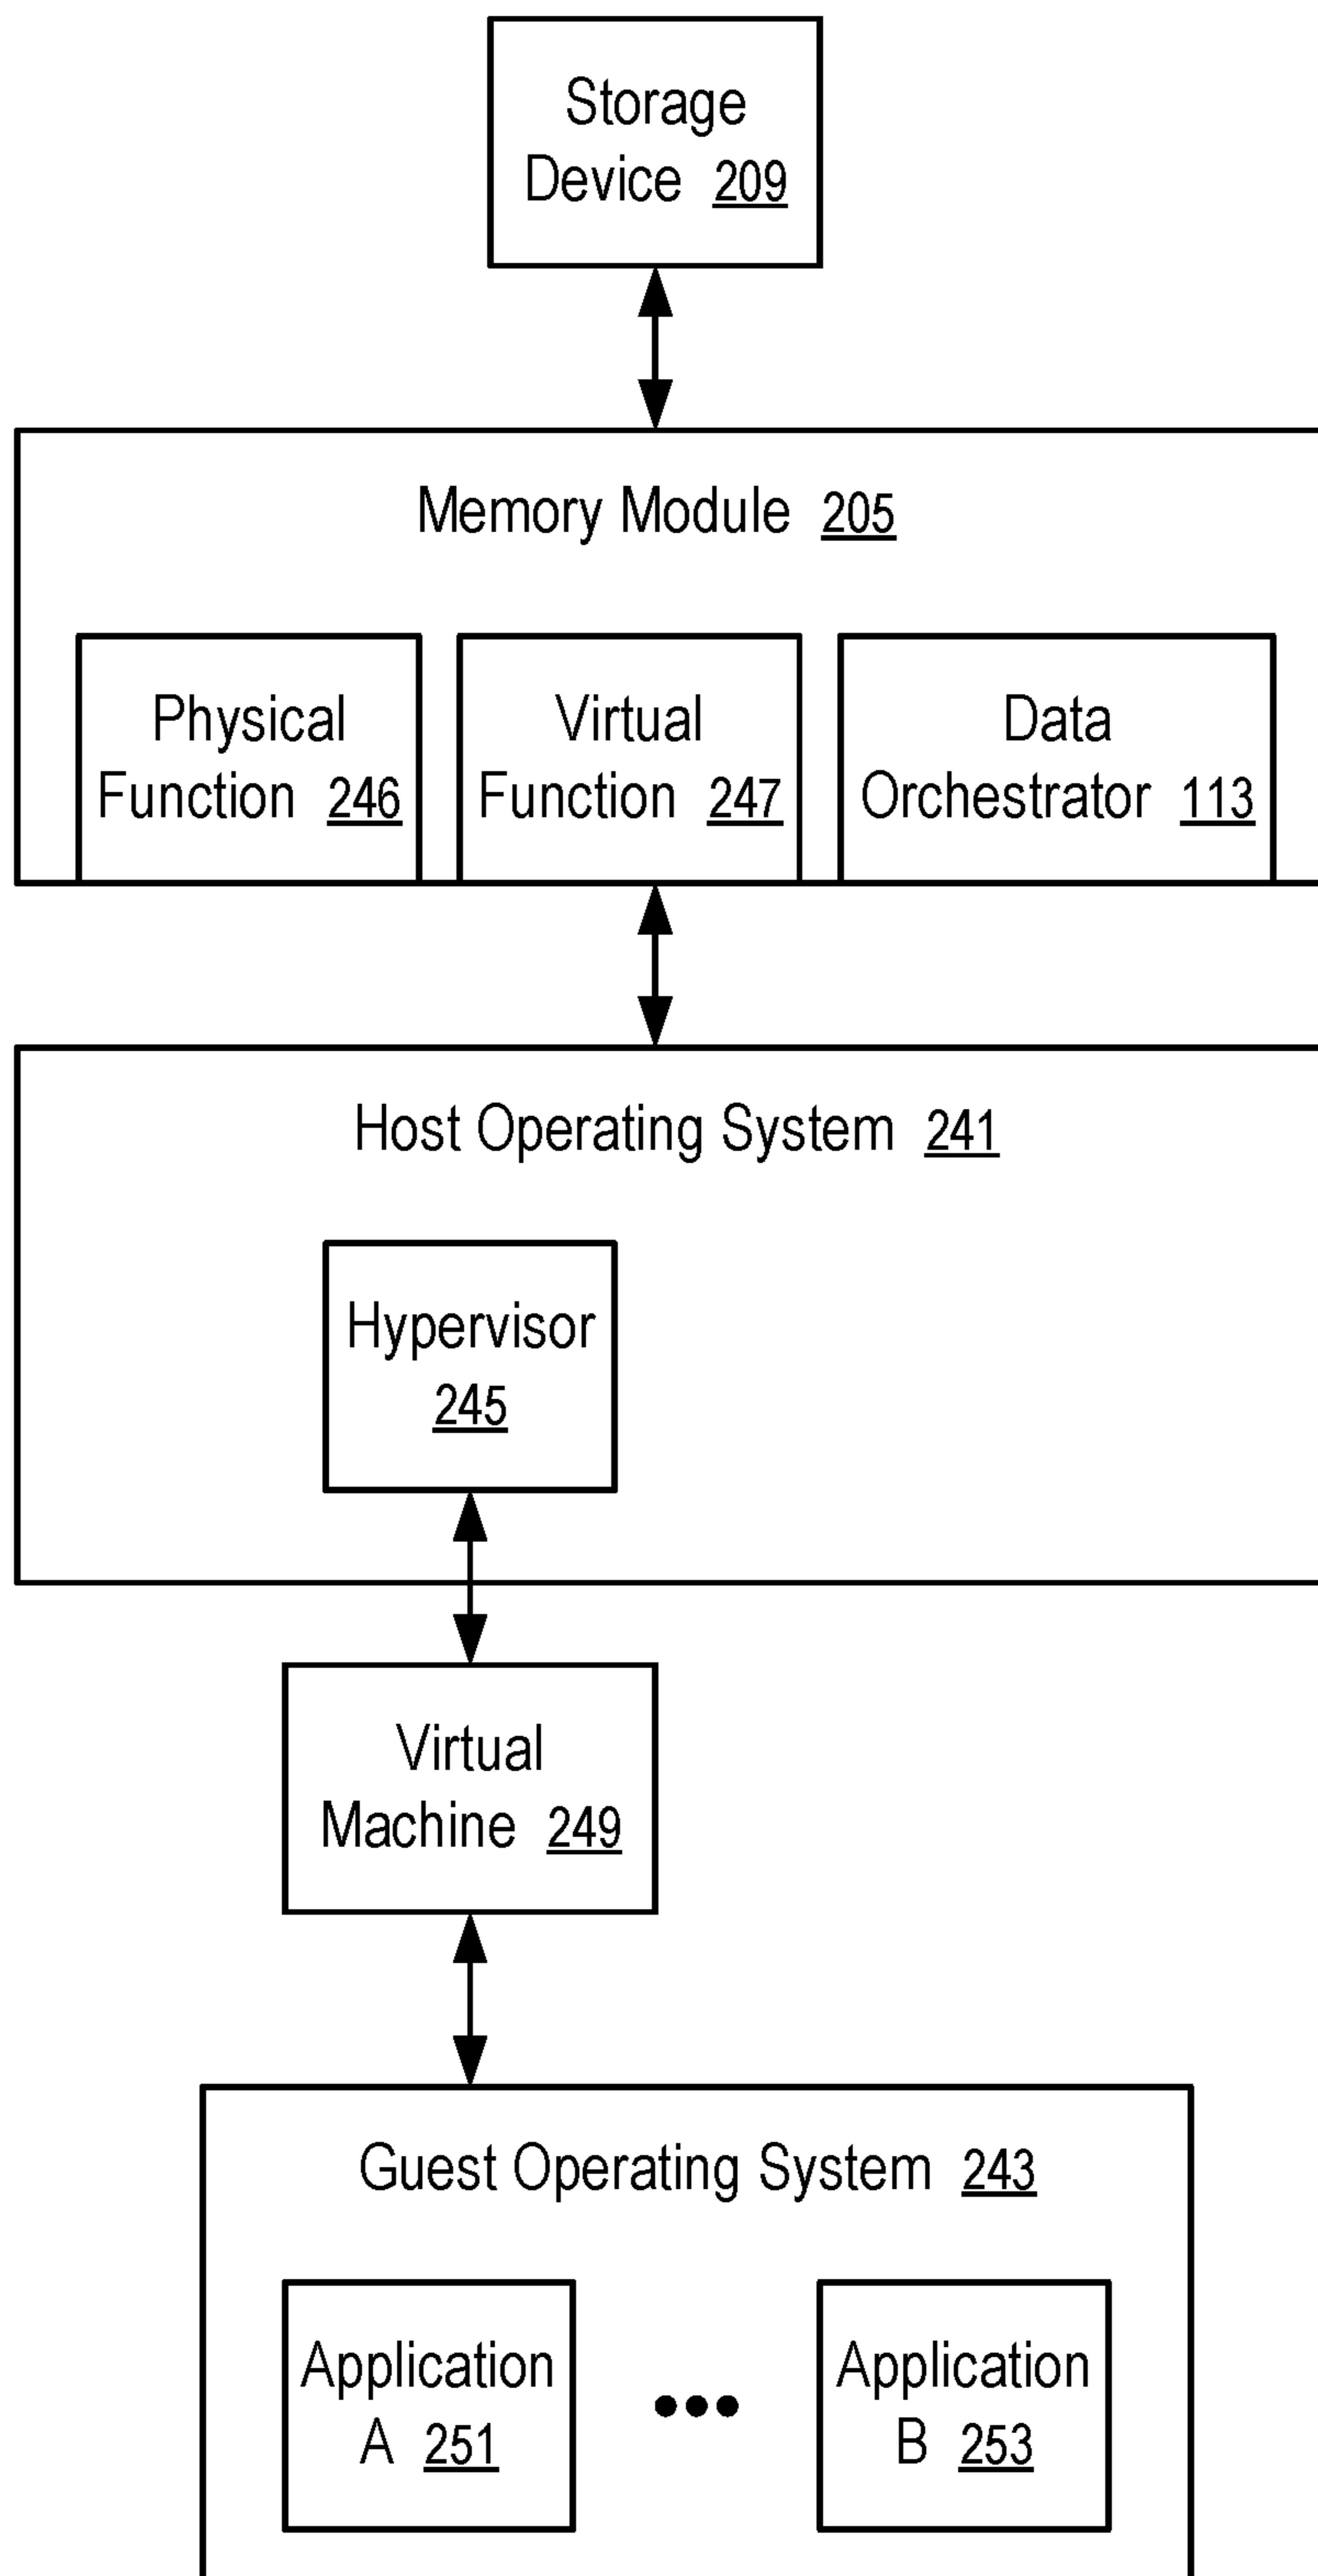 Storage
Device 209
Memory Module 205
Physical
Function 246
Virtual
Function 247
Data
Orchestrator 113
Host Operating System 241
Hypervisor
245
Virtual
Machine 249
Guest Operating System 243
Application
A 251
Application
B 253